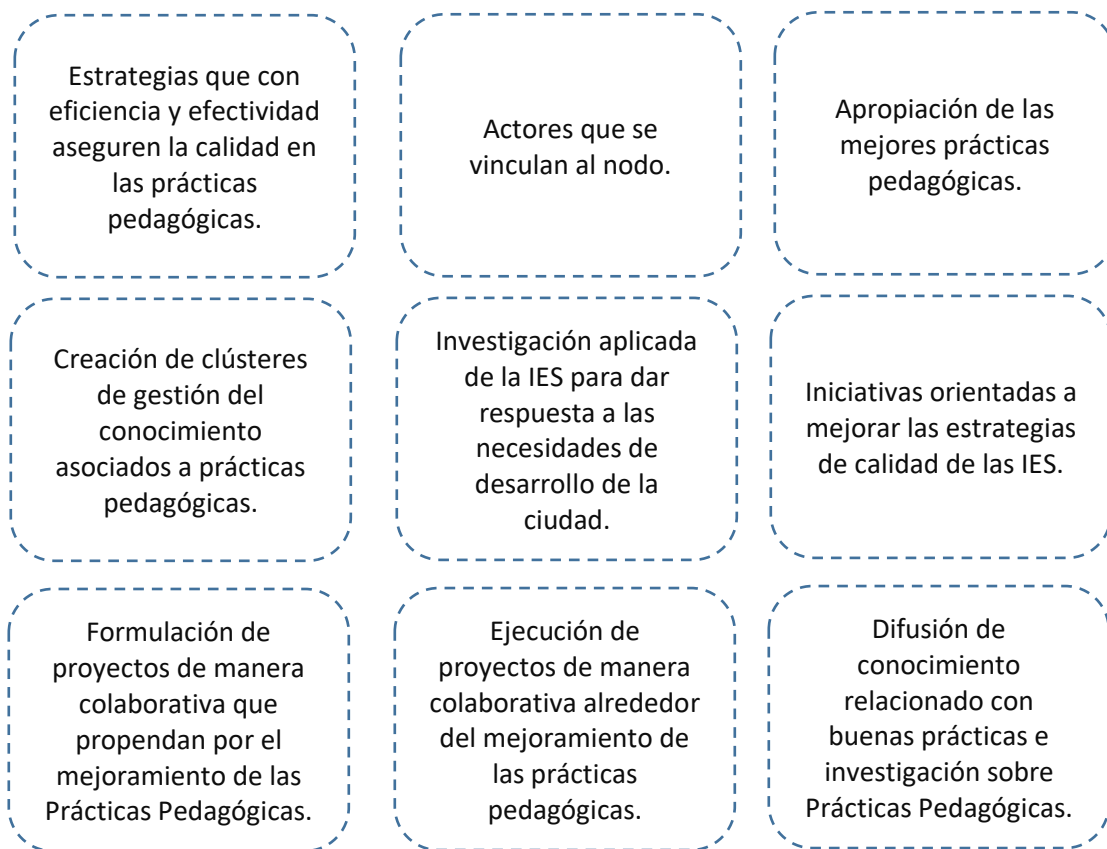 Estrategias que con
eficiencia y efectividad
aseguren la calidad en
las prácticas
pedagógicas.
Actores que se
vinculan al nodo.
Apropiación de las
mejores prácticas
pedagógicas.
Creación de clústeres
de gestión del
conocimiento
asociados a prácticas
pedagógicas.
Investigación aplicada
de la IES para dar
respuesta a las
necesidades de
desarrollo de la
ciudad.
Iniciativas orientadas a
mejorar las estrategias
de calidad de las IES.
Formulación de
proyectos de manera
colaborativa que
propendan por el
mejoramiento de las
Prácticas Pedagógicas.
Ejecución de
proyectos de manera
colaborativa alrededor
del mejoramiento de
las prácticas
pedagógicas.
Difusión de
conocimiento
relacionado con
buenas prácticas e
investigación sobre
Prácticas Pedagógicas.